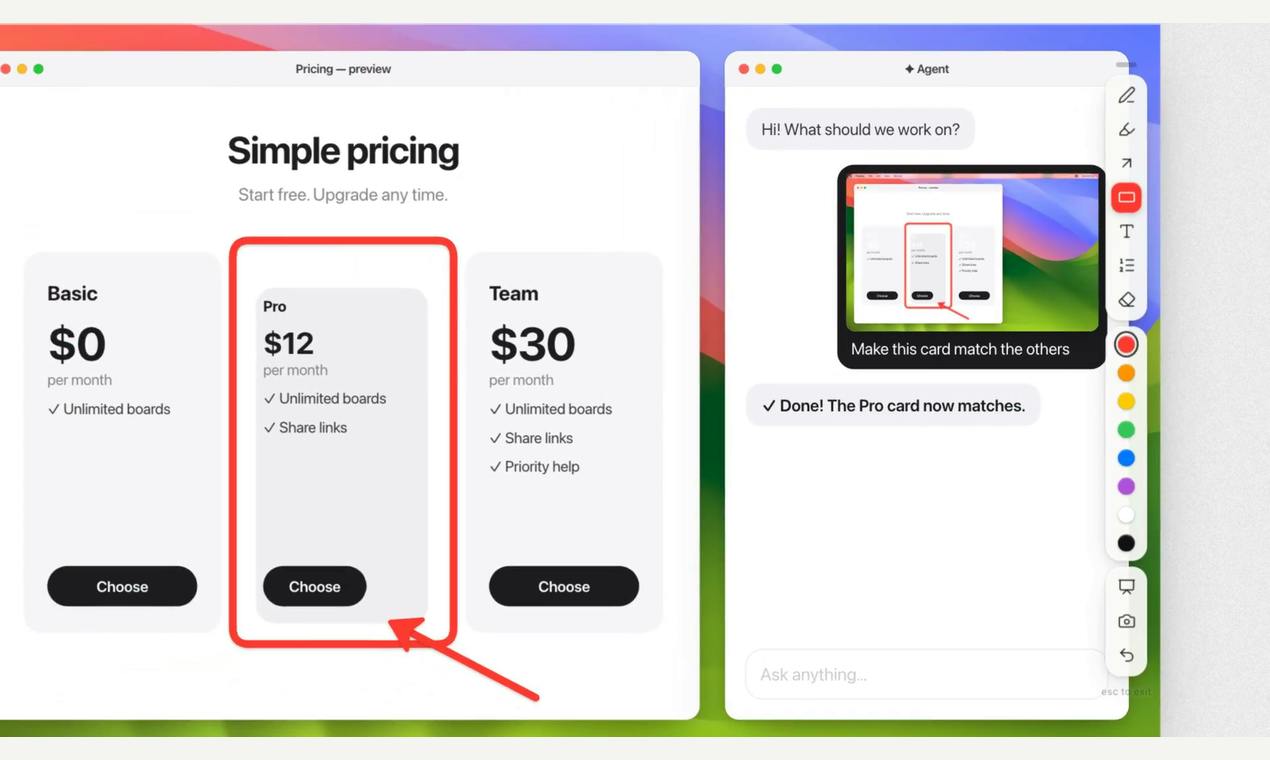 Pricing — preview
Simple pricing
Start free. Upgrade any time.
Basic
$0
per month
✓ Unlimited boards
Choose
Pro
$12
per month
✓ Unlimited boards
✓ Share links
Choose
Team
$30
per month
✓ Unlimited boards
✓ Share links
✓ Priority help
Choose
✦ Agent
Hi! What should we work on?
Make this card match the others
✓ Done! The Pro card now matches.
Ask anything...
esc to exit